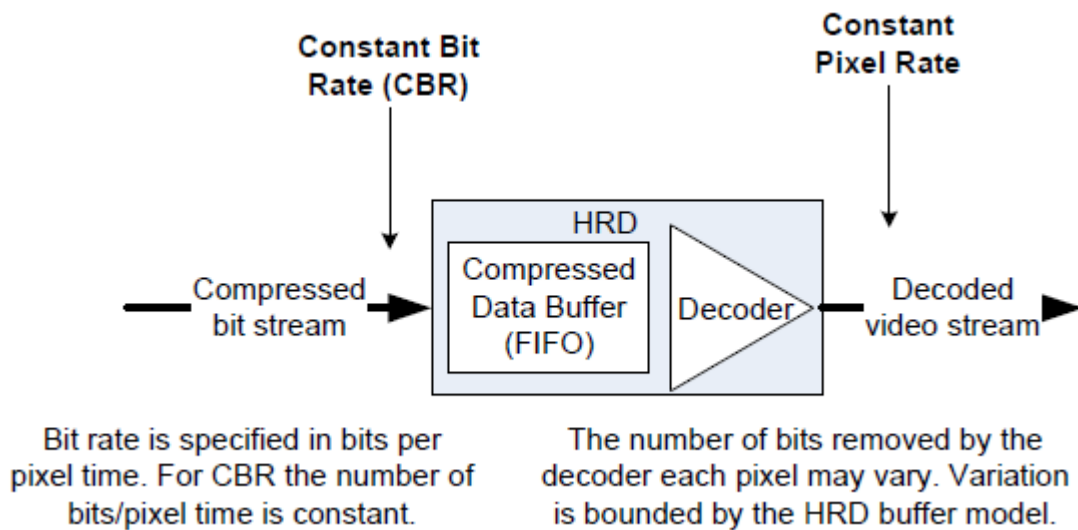 Constant Bit
Rate (CBR)
Constant
Pixel Rate
HRD
Compressed
bit stream
Compressed
Data Buffer
(FIFO)
Decoder
Decoded
video stream
Bit rate is specified in bits per
pixel time. For CBR the number of
bits/pixel time is constant.
The number of bits removed by the
decoder each pixel may vary. Variation
is bounded by the HRD buffer model.